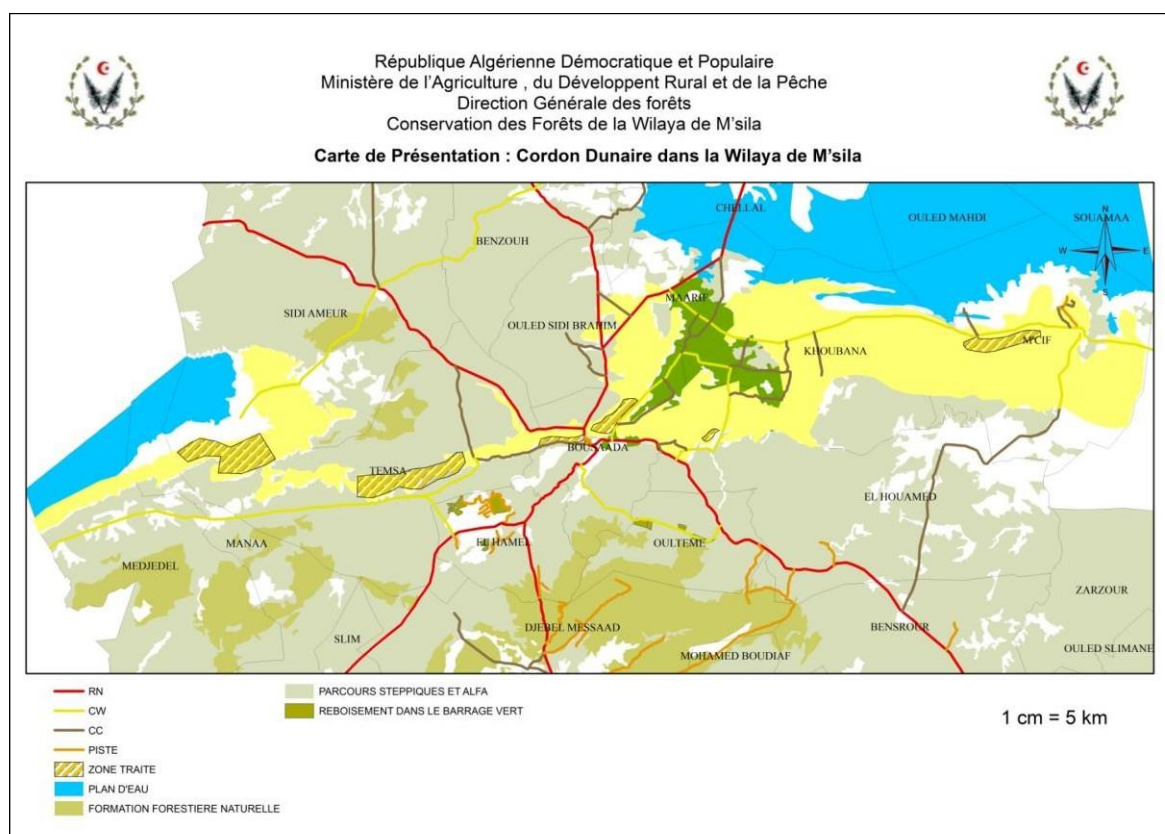 République Algérienne Démocratique et Populaire
Ministère de l'Agriculture , du Développent Rural et de la Pêche
Direction Générale des forêts
Conservation des Forêts de la Wilaya de M'sila
Carte de Présentation : Cordon Dunaire dans la Wilaya de M'sila
CHELLAL
OULED MAHDI
SOUAMAA
N
W
E
S
BENZOUH
MAARIF
SIDI AMEUR
OULED SIDI BRAHIM
KHOUBANA
M'CIF
BOUSAADA
TEMSA
EL HOUAMED
MANAA
EL HAMEL
OULTEME
MEDJEDEL
ZARZOUR
SLIM
DJEBEL MESSAAD
BENSROUR
MOHAMED BOUDIAF
OULED SLIMANE
RN
CW
CC
PISTE
ZONE TRAITE
PLAN D'EAU
FORMATION FORESTIERE NATURELLE
PARCOURS STEPPIQUES ET ALFA
REBOISEMENT DANS LE BARRAGE VERT
1 cm = 5 km